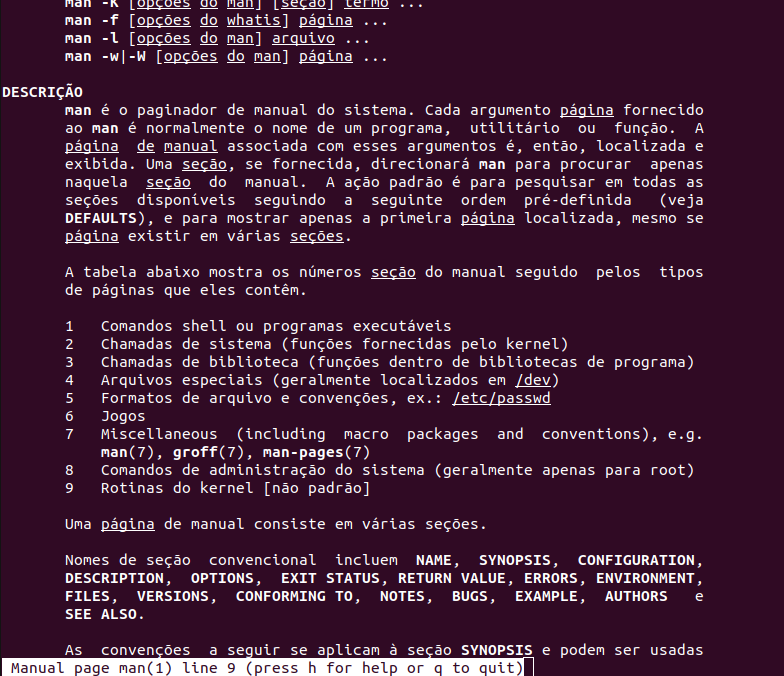 man -K [opções do man] [seção] termo ...
man -f [opções do whatis] página ...
man -l [opções do man] arquivo ...
man -w|-W [opções do man] página ...
DESCRIÇÃO
man é o paginador de manual do sistema. Cada argumento página fornecido
ao man é normalmente o nome de um programa, utilitário ou função. A
página de manual associada com esses argumentos é, então, localizada e
exibida. Uma seção, se fornecida, direcionará man para procurar apenas
naquela seção do manual. A ação padrão é para pesquisar em todas as
seções disponíveis seguindo a seguinte ordem pré-definida (veja
DEFAULTS), e para mostrar apenas a primeira página localizada, mesmo se
página existir em várias seções.
A tabela abaixo mostra os números seção do manual seguido pelos tipos
de páginas que eles contêm.
1 Comandos shell ou programas executáveis
2 Chamadas de sistema (funções fornecidas pelo kernel)
3 Chamadas de biblioteca (funções dentro de bibliotecas de programa)
4 Arquivos especiais (geralmente localizados em /dev)
5 Formatos de arquivo e convenções, ex.: /etc/passwd
6 Jogos
7 Miscellaneous (including macro packages and conventions), e.g.
man(7), groff(7), man-pages(7)
8 Comandos de administração do sistema (geralmente apenas para root)
9 Rotinas do kernel [não padrão]
Uma página de manual consiste em várias seções.
Nomes de seção convencional incluem NAME, SYNOPSIS, CONFIGURATION,
DESCRIPTION, OPTIONS, EXIT STATUS, RETURN VALUE, ERRORS, ENVIRONMENT,
FILES, VERSIONS, CONFORMING TO, NOTES, BUGS, EXAMPLE, AUTHORS e
SEE ALSO.
As convenções a seguir se aplicam à seção SYNOPSIS e podem ser usadas
Manual page man(1) line 9 (press h for help or q to quit)